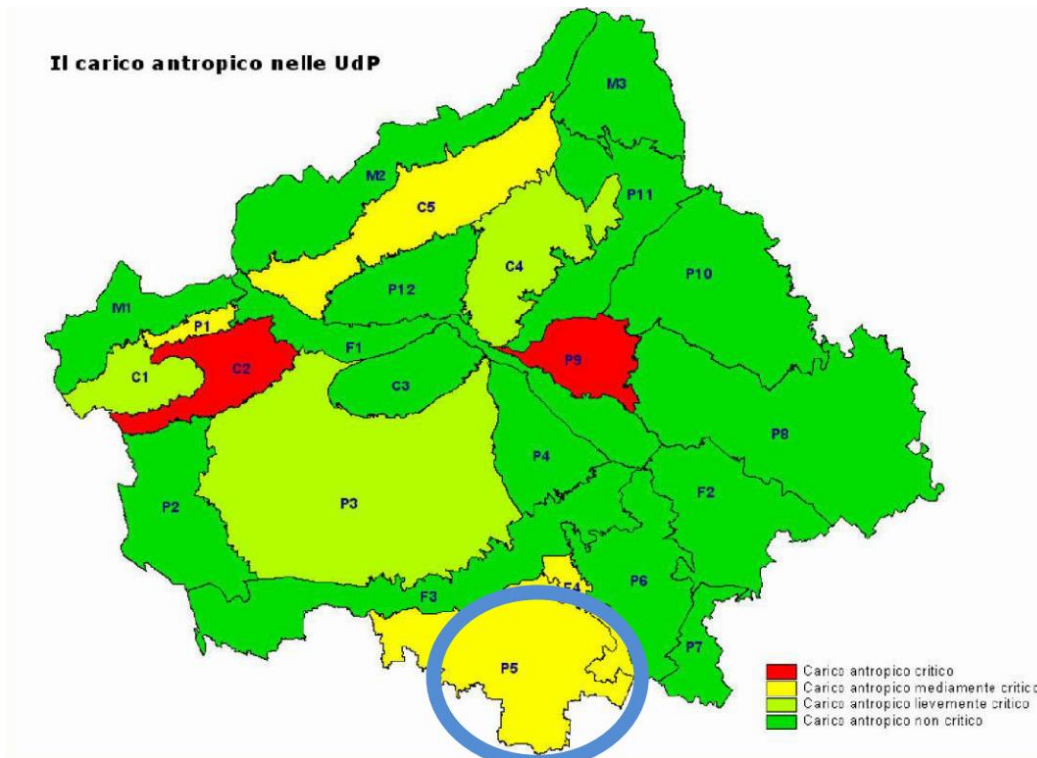 Il carico antropico nelle UdP
M3
M2
P11
C5
C4
P10
P12
M1
P1
F1
P9
C1
C2
C3
P8
P4
F2
P2
P3
P6
F3
P7
P5
Carico antropico critico
Carico antropico mediamente critico
Carico antropico lievemente critico
Carico antropico non critico